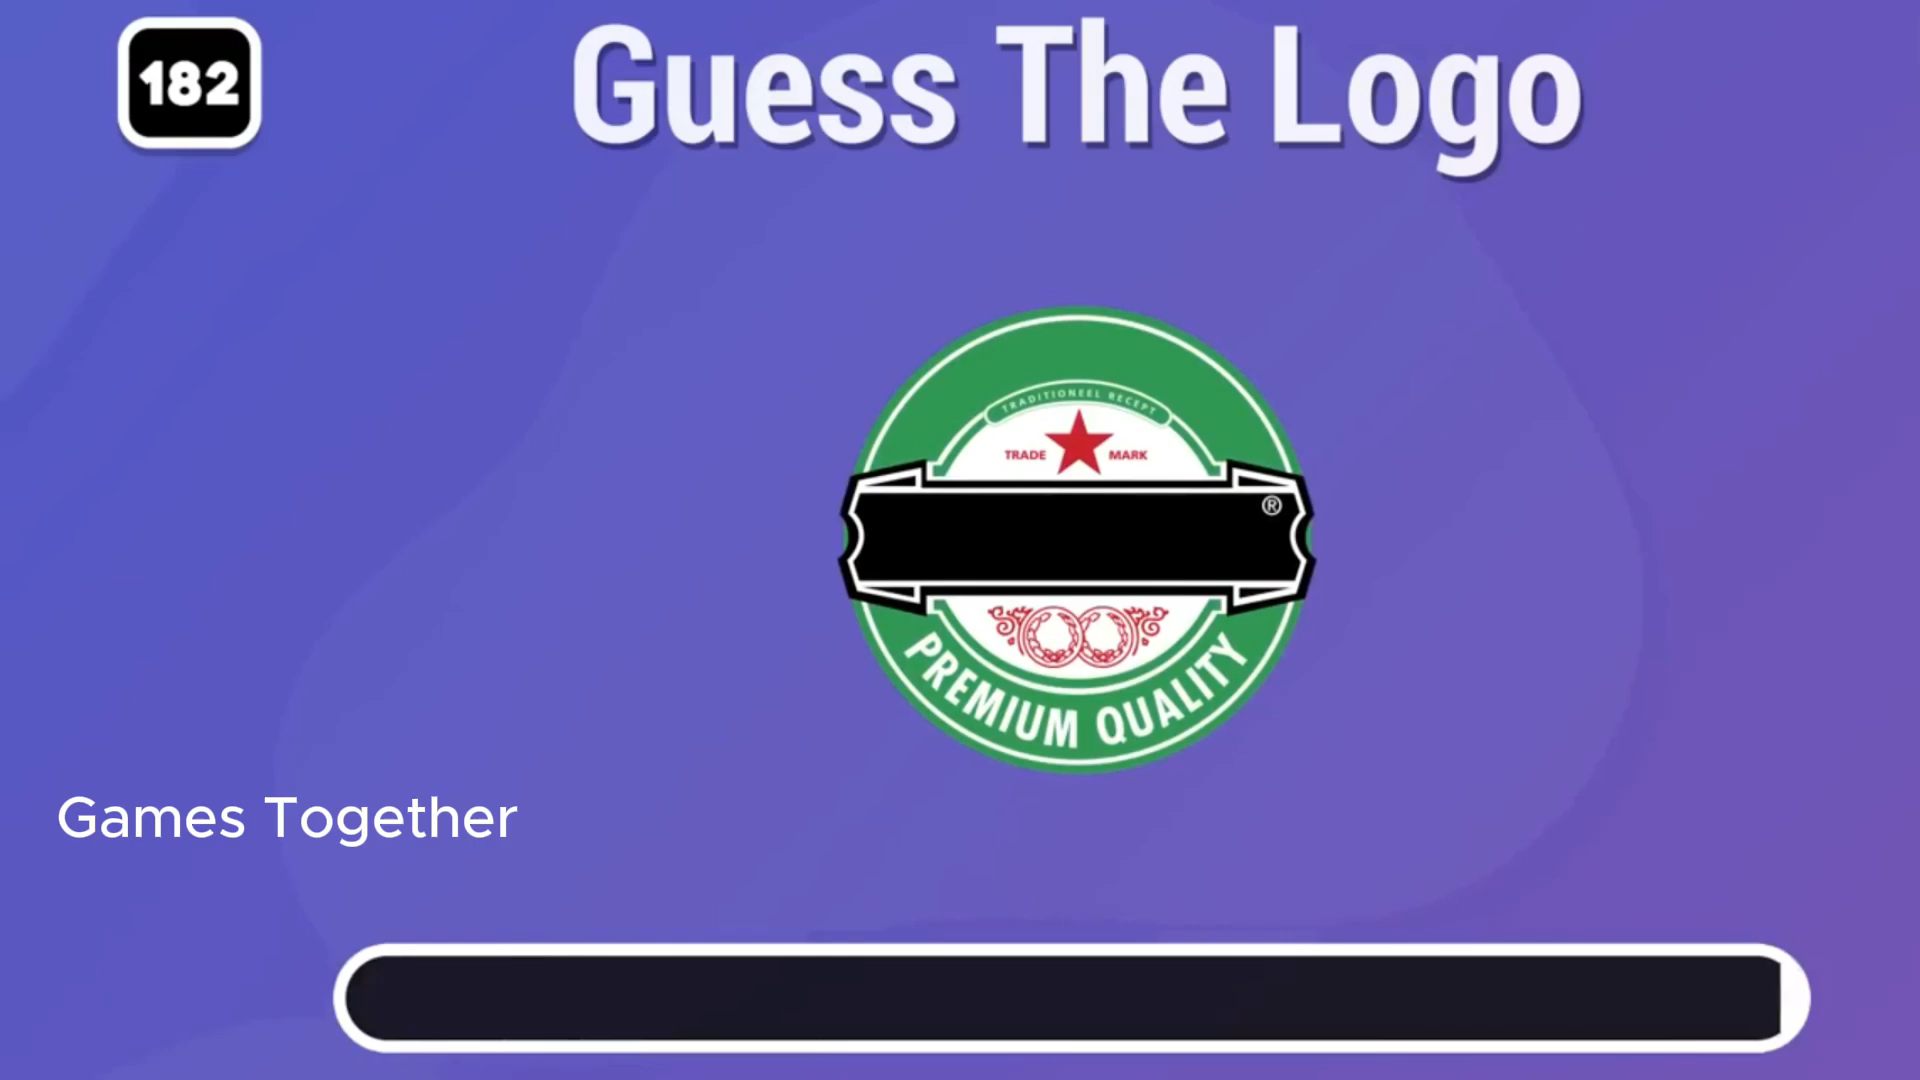 182
Guess The Logo
TRADITIONEEL RECEPT
TRADE MARK
®
PREMIUM QUALITY
Games Together